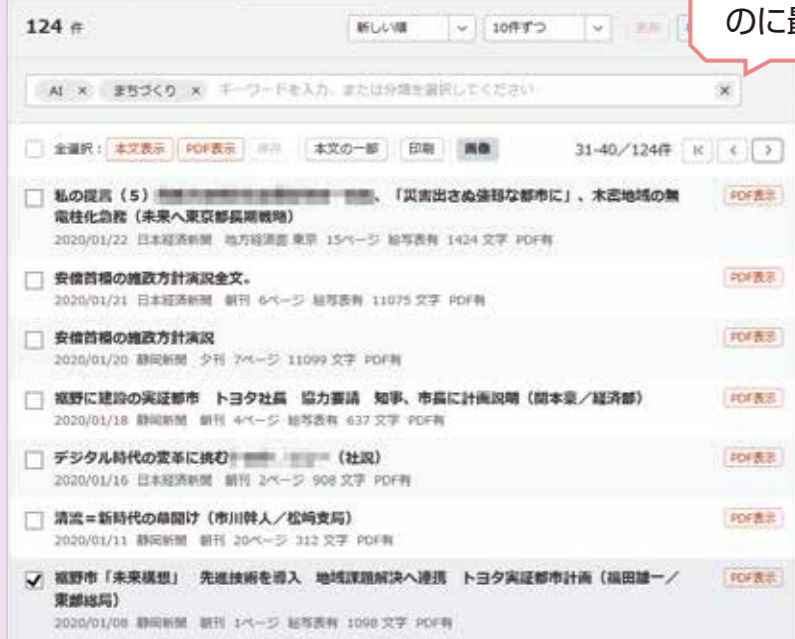 124 件
新しい順 10件ずつ
のに最
AI × まちづくり × キーワードを入力、または分類を選択してください ×
全選択: 本文表示 PDF表示 保存 本文の一部 印刷 画像 31-40/124件
私の提言（5） 、「災害出さぬ強靱な都市に」、木密地域の無 PDF表示
電柱化急務（未来へ東京都長期戦略）
2020/01/22 日本経済新聞 地方経済面 東京 15ページ 絵写表有 1424 文字 PDF有
安倍首相の施政方針演説全文。 PDF表示
2020/01/21 日本経済新聞 朝刊 6ページ 絵写表有 11075 文字 PDF有
安倍首相の施政方針演説 PDF表示
2020/01/20 静岡新聞 夕刊 7ページ 11099 文字 PDF有
裾野に建設の実証都市 トヨタ社長 協力要請 知事、市長に計画説明（関本豪／経済部） PDF表示
2020/01/18 静岡新聞 朝刊 4ページ 絵写表有 637 文字 PDF有
デジタル時代の変革に挑む （社説） PDF表示
2020/01/16 日本経済新聞 朝刊 2ページ 908 文字 PDF有
清流＝新時代の幕開け（市川幹人／松崎支局） PDF表示
2020/01/11 静岡新聞 朝刊 20ページ 312 文字 PDF有
裾野市「未来構想」 先進技術を導入 地域課題解決へ連携 トヨタ実証都市計画（福田雄一／ PDF表示
東部総局）
2020/01/08 静岡新聞 朝刊 1ページ 絵写表有 1098 文字 PDF有